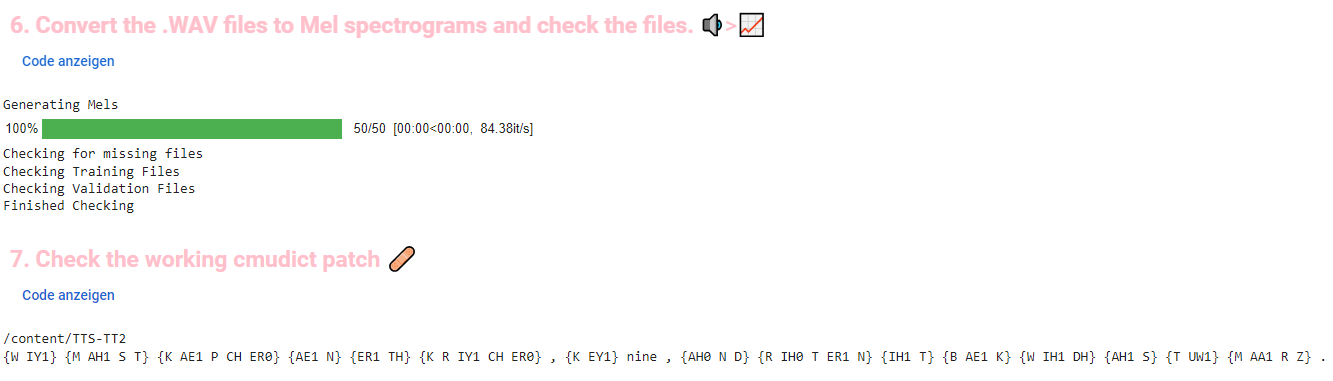 6. Convert the .WAV files to Mel spectrograms and check the files. 🔈>📈
Code anzeigen
Generating Mels
100% 50/50 [00:00<00:00, 84.38it/s]
Checking for missing files
Checking Training Files
Checking Validation Files
Finished Checking
7. Check the working cmudict patch 🩹
Code anzeigen
/content/TTS-TT2
{W IY1} {M AH1 S T} {K AE1 P CH ER0} {AE1 N} {ER1 TH} {K R IY1 CH ER0} , {K EY1} nine , {AH0 N D} {R IH0 T ER1 N} {IH1 T} {B AE1 K} {W IH1 DH} {AH1 S} {T UW1} {M AA1 R Z} .